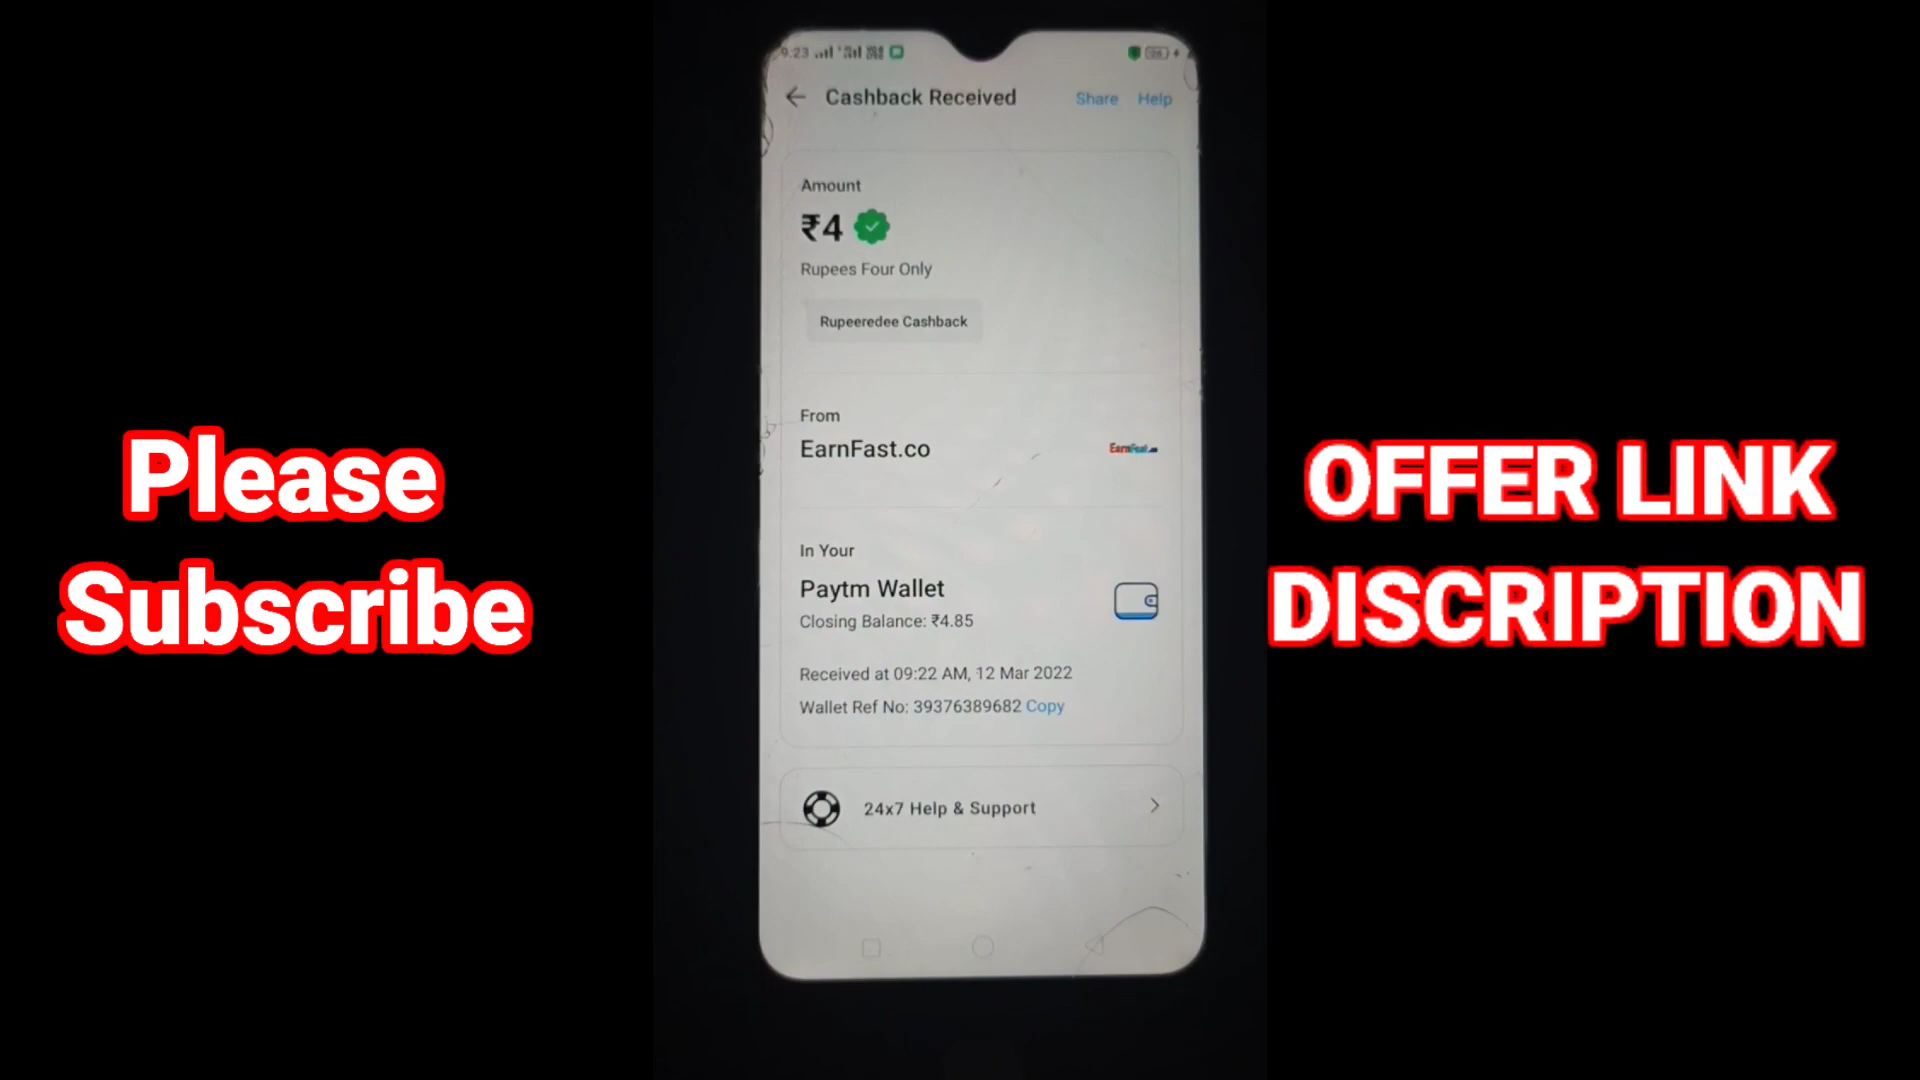 9:23
26
Cashback Received
Share Help
Amount
₹4
Rupees Four Only
Rupeeredee Cashback
From
EarnFast.co
EarnFast.co
In Your
Paytm Wallet
Closing Balance: ₹4.85
Received at 09:22 AM, 12 Mar 2022
Wallet Ref No: 39376389682 Copy
24x7 Help & Support
Please
Subscribe
OFFER LINK
DISCRIPTION